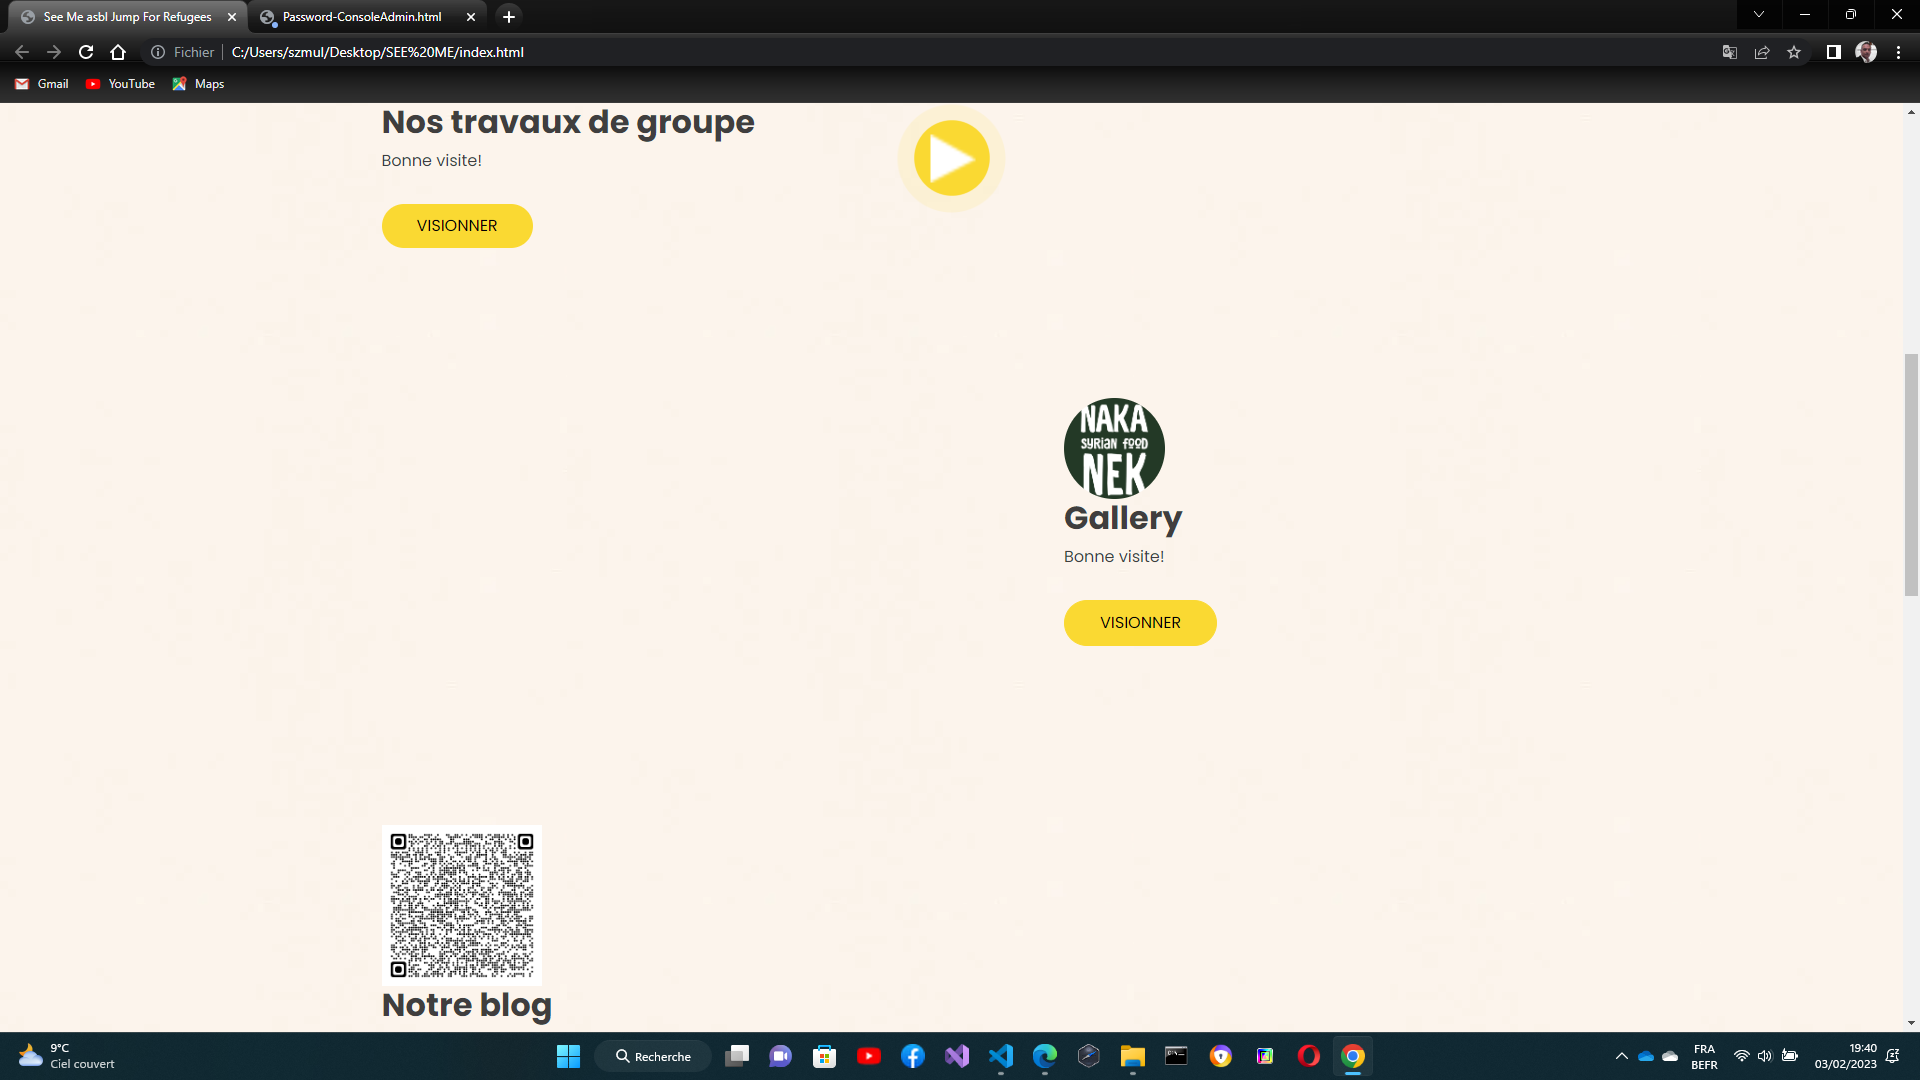 See Me asbl Jump For Refugees
Password-ConsoleAdmin.html
Fichier
C:/Users/szmul/Desktop/SEE%20ME/index.html
Gmail
YouTube
Maps
Nos travaux de groupe
Bonne visite!
VISIONNER
NAKA
SYRIAN FOOD
NEK
Gallery
Bonne visite!
VISIONNER
Notre blog
9°C
Ciel couvert
Recherche
FRA
BEFR
19:40
03/02/2023